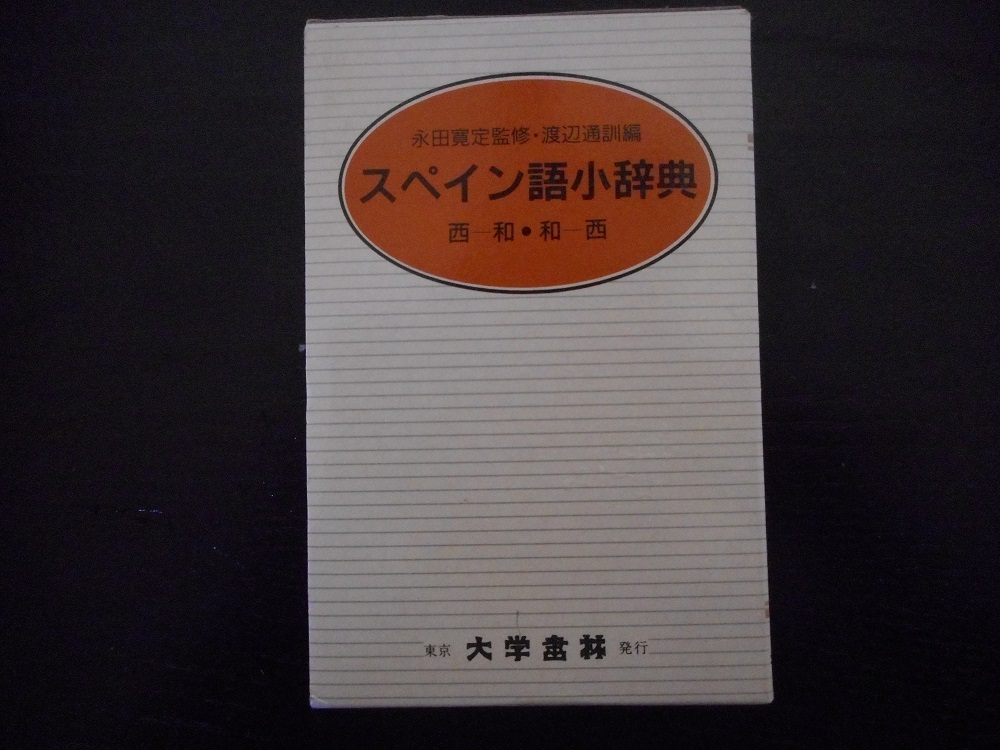 永田寛定監修・渡辺通訓編
スペイン語小辞典
西─和●和─西
東京 大学書林 発行